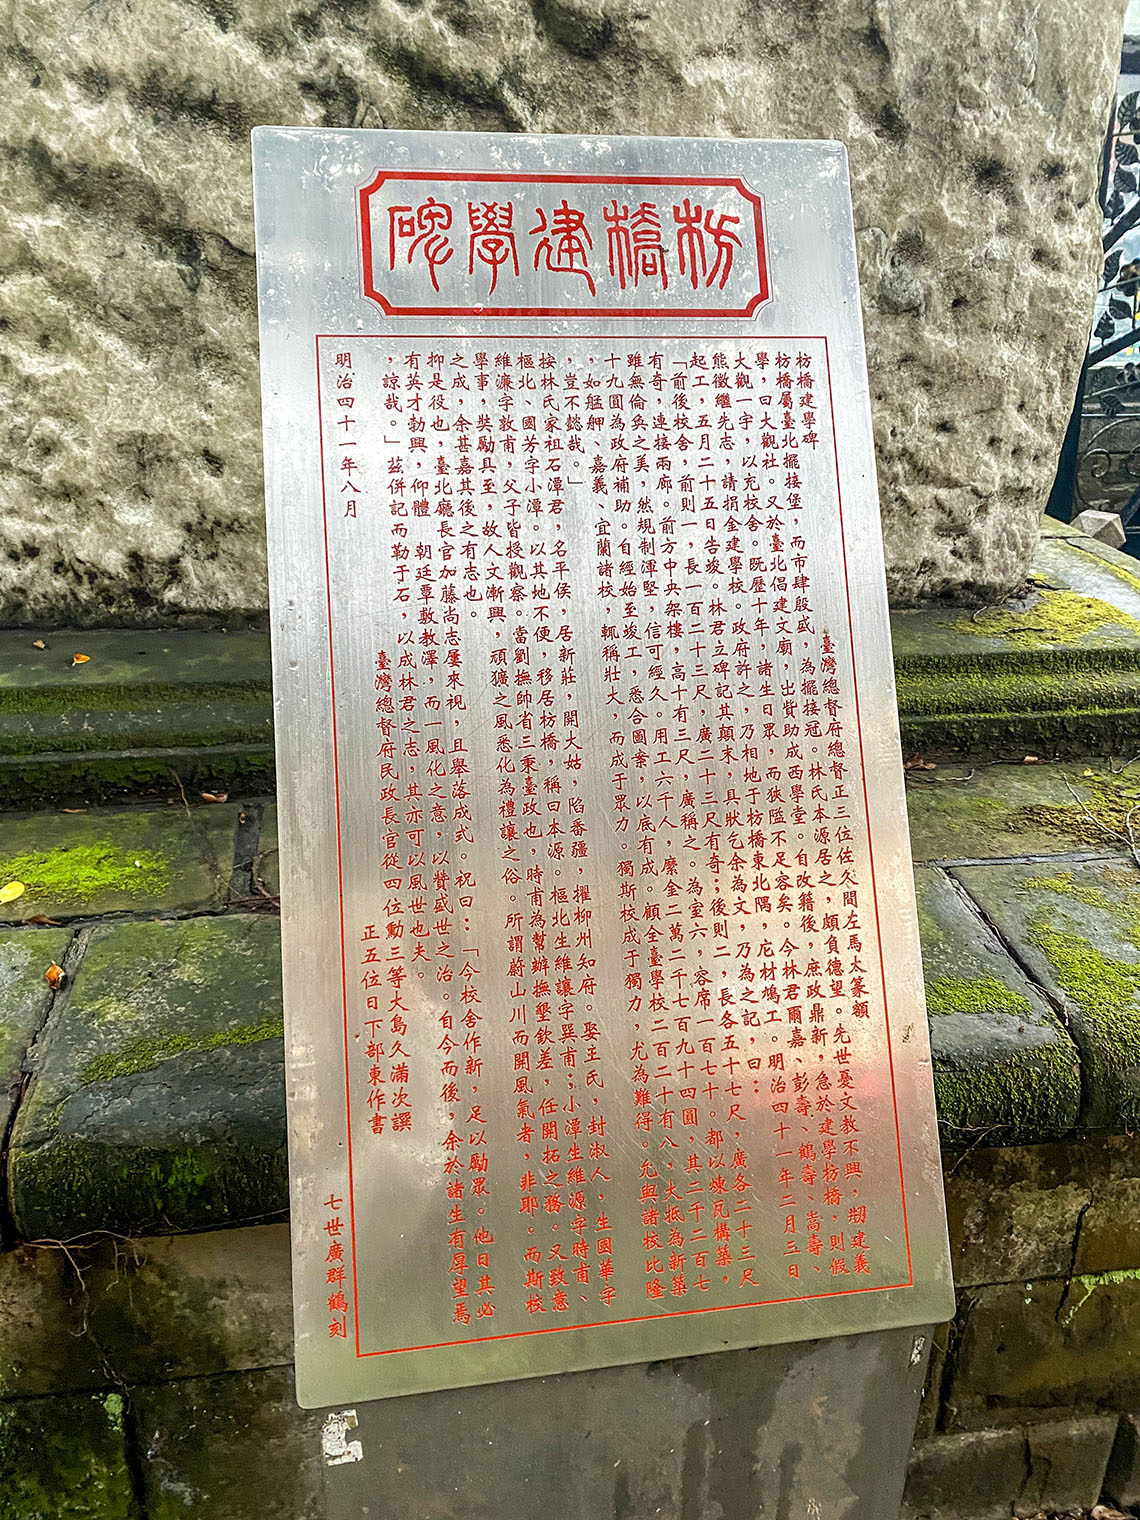 枋橋建學碑
枋橋建學碑 臺灣總督府總督正三位佐久間左馬太篆額
枋橋屬臺北擺接堡，而市肆殷盛，為擺接冠。林氏本源居之，頗負德望。先世憂文教不興，剏建義
學，曰大觀社。又於臺北倡建文廟，出貲助成西學堂。自改籍後，庶政鼎新，急於建學枋橋，則假
大觀一宇，以充校舍。既歷十年，諸生日眾，而狹隘不足容矣。今林君爾嘉、彭壽、鶴壽、嵩壽、
熊徵繼先志，請捐金建學校。政府許之，乃相地于枋橋東北隅，庀材鳩工。明治四十一年二月三日
起工，五月二十五日告竣。林君立碑記其顛末，具狀乞余為文，乃為之記，曰：
「前後校舍，前則一，長一百二十三尺，廣二十三尺有奇；後則二，長各五十七尺，廣各二十三尺
有奇，連接兩廊。前方中央架樓，高十有三尺，廣稱之。為室六，容席一百七十。都以煉瓦構築，
雖無倫奐之美，然規制渾堅，信可經久。用工六千人，縻金二萬二千七百九十四圓，其二千二百七
十九圓為政府補助。自經始至竣工，悉合圖案，以底有成。顧全臺學校二百二十有八，大抵為新築
，如艋舺、嘉義、宜蘭諸校，輒稱壯大，而成于眾力。獨斯校成于獨力，尤為難得。允與諸校比隆
，豈不懿哉。」
按林氏家祖石潭君，名平侯，居新莊，開大姑，陷番疆，擢柳州知府。娶王氏，封淑人，生國華字
樞北、國芳字小潭。以其地不便，移居枋橋，稱曰本源。樞北生維讓字巽甫；小潭生維源字時甫、
維濂字敦甫，父子皆授觀察。當劉撫帥省三秉臺政也，時甫為幫辦撫墾欽差，任開拓之務。又致意
學事，奬勵具至，故人文漸興，頑獷之風悉化為禮讓之俗。所謂蔚山川而開風氣者，非耶。而斯校
之成，余甚嘉其後之有志也。
抑是役也，臺北廳長官加藤尚志屢來視，且舉落成式。祝曰：「今校舍作新，足以勵眾。他日其必
有英才勃興，仰體 朝廷覃敷教澤，而一風化之意，以贊盛世之治。自今而後，余於諸生有厚望焉
，諒哉。」茲併記而勒于石，以成林君之志，其亦可以風世也夫。
臺灣總督府民政長官從四位勳三等大島久滿次譔
正五位日下部東作書
明治四十一年八月 七世廣群鶴刻